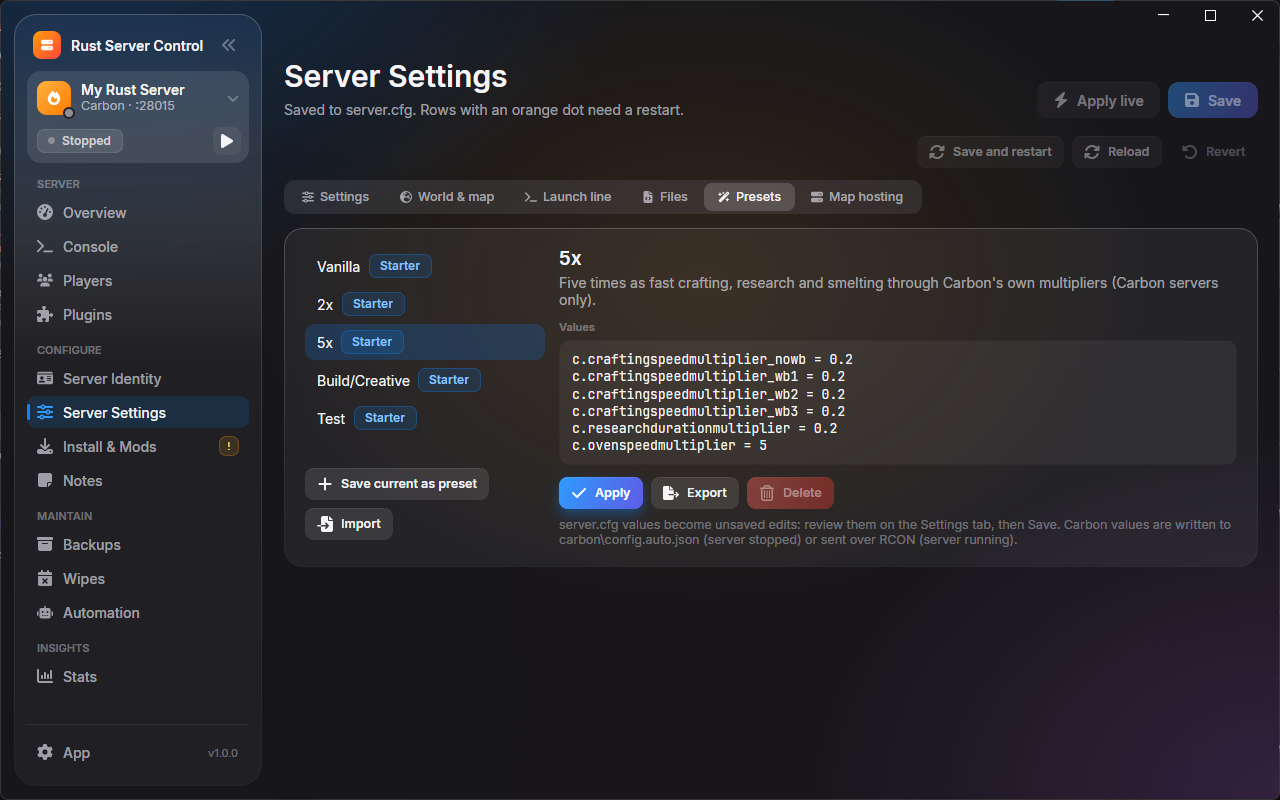 Rust Server Control
My Rust Server
Carbon · :28015
Stopped
SERVER
Overview
Console
Players
Plugins
CONFIGURE
Server Identity
Server Settings
Install & Mods !
Notes
MAINTAIN
Backups
Wipes
Automation
INSIGHTS
Stats
App v1.0.0
Server Settings
Saved to server.cfg. Rows with an orange dot need a restart.
Apply live Save
Save and restart Reload Revert
Settings World & map Launch line Files Presets Map hosting
Vanilla Starter
2x Starter
5x Starter
Build/Creative Starter
Test Starter
Save current as preset
Import
5x
Five times as fast crafting, research and smelting through Carbon's own multipliers (Carbon servers
only).
Values
c.craftingspeedmultiplier_nowb = 0.2
c.craftingspeedmultiplier_wb1 = 0.2
c.craftingspeedmultiplier_wb2 = 0.2
c.craftingspeedmultiplier_wb3 = 0.2
c.researchdurationmultiplier = 0.2
c.ovenspeedmultiplier = 5
Apply Export Delete
server.cfg values become unsaved edits: review them on the Settings tab, then Save. Carbon values are written to
carbon\config.auto.json (server stopped) or sent over RCON (server running).